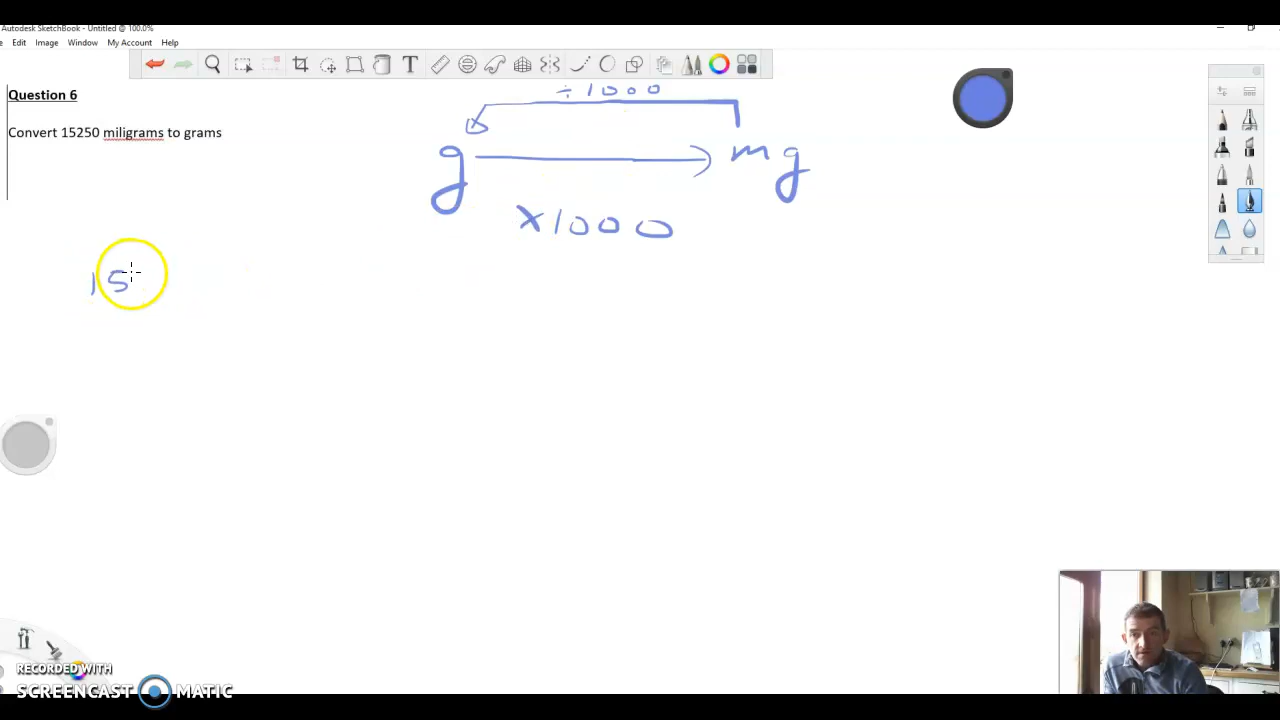 Autodesk SketchBook - Untitled @ 100.0%
Edit Image Window My Account Help
T
Question 6
Convert 15250 miligrams to grams
÷1000
g mg
×1000
15
RECORDED WITH
SCREENCAST MATIC